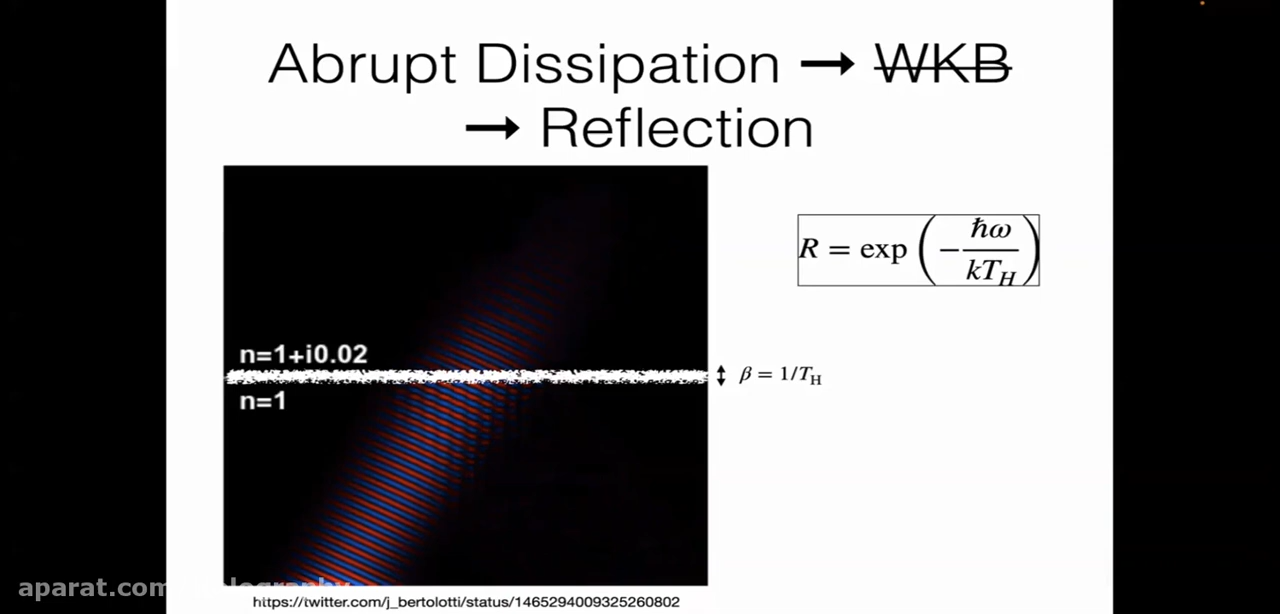 Abrupt Dissipation → WKB
→ Reflection
R = exp(−ħω/kT_H)
n=1+i0.02
β = 1/T_H
n=1
aparat.com/holography
https://twitter.com/j_bertolotti/status/1465294009325260802